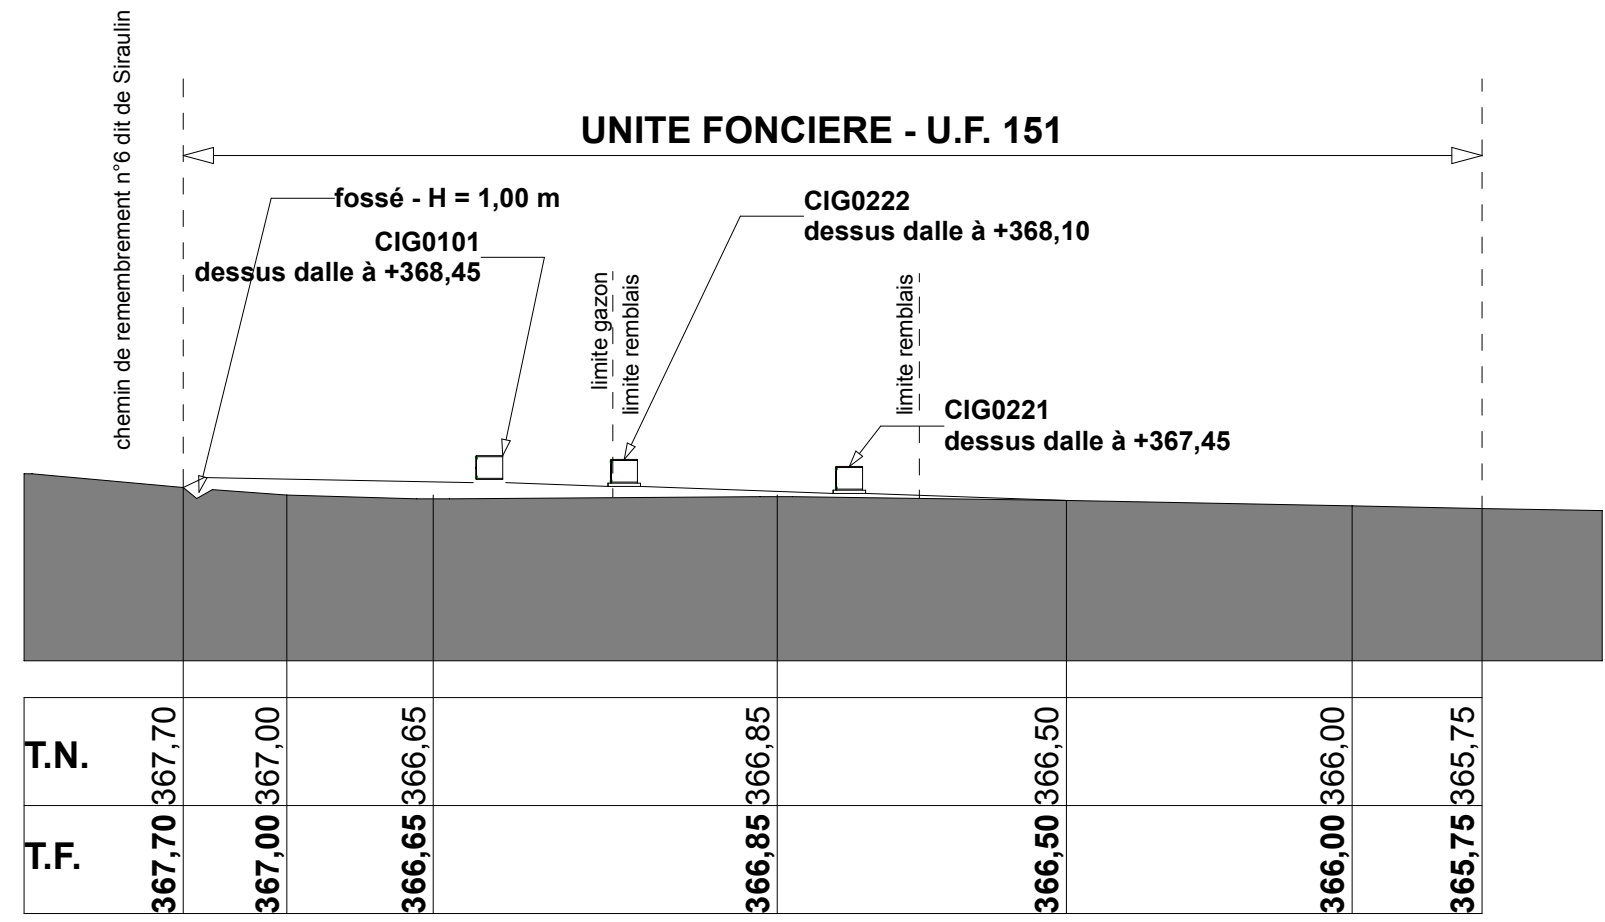 chemin de remembrement n°6 dit de Siraulin
UNITE FONCIERE - U.F. 151
fossé - H = 1,00 m
CIG0101
dessus dalle à +368,45
CIG0222
dessus dalle à +368,10
limite gazon
limite remblais
limite remblais
CIG0221
dessus dalle à +367,45
T.N. 367,70 367,00 366,65 366,85 366,50 366,00 365,75
T.F. 367,70 367,00 366,65 366,85 366,50 366,00 365,75